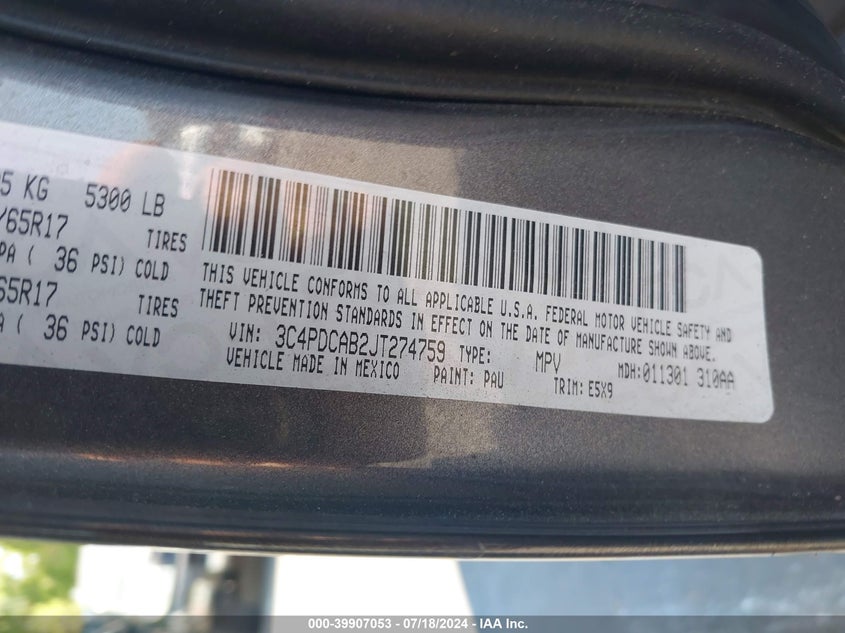 5 KG 5300 LB
/65R17 TIRES
PA ( 36 PSI) COLD
65R17 TIRES
A ( 36 PSI) COLD
THIS VEHICLE CONFORMS TO ALL APPLICABLE U.S.A. FEDERAL MOTOR VEHICLE SAFETY AND
THEFT PREVENTION STANDARDS IN EFFECT ON THE DATE OF MANUFACTURE SHOWN ABOVE.
VIN: 3C4PDCAB2JT274759 TYPE: MPV MDH:011301 310AA
VEHICLE MADE IN MEXICO PAINT: PAU TRIM: E5X9
000-39907053 - 07/18/2024 - IAA Inc.